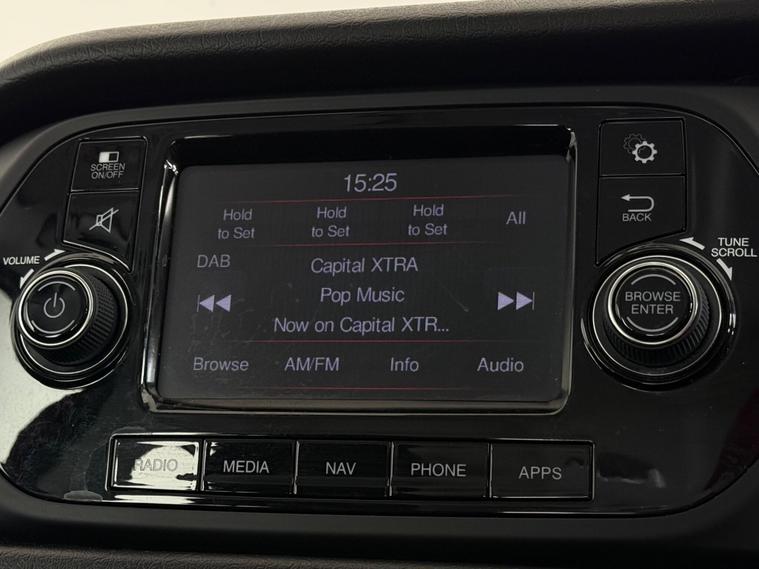 SCREEN
ON/OFF
15:25
Hold
to Set
Hold
to Set
Hold
to Set
All
BACK
VOLUME
TUNE
SCROLL
DAB
Capital XTRA
Pop Music
Now on Capital XTR...
BROWSE
ENTER
Browse
AM/FM
Info
Audio
RADIO
MEDIA
NAV
PHONE
APPS